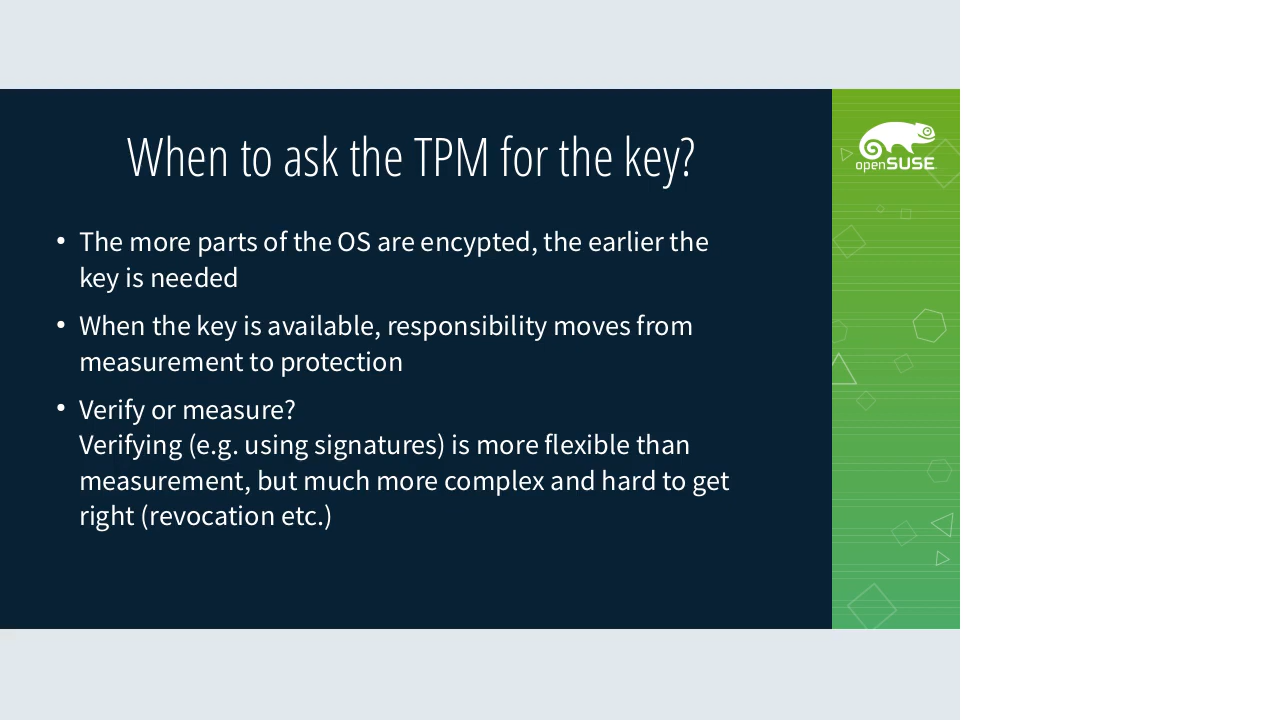 When to ask the TPM for the key?
openSUSE
• The more parts of the OS are encypted, the earlier the
key is needed
• When the key is available, responsibility moves from
measurement to protection
• Verify or measure?
Verifying (e.g. using signatures) is more flexible than
measurement, but much more complex and hard to get
right (revocation etc.)